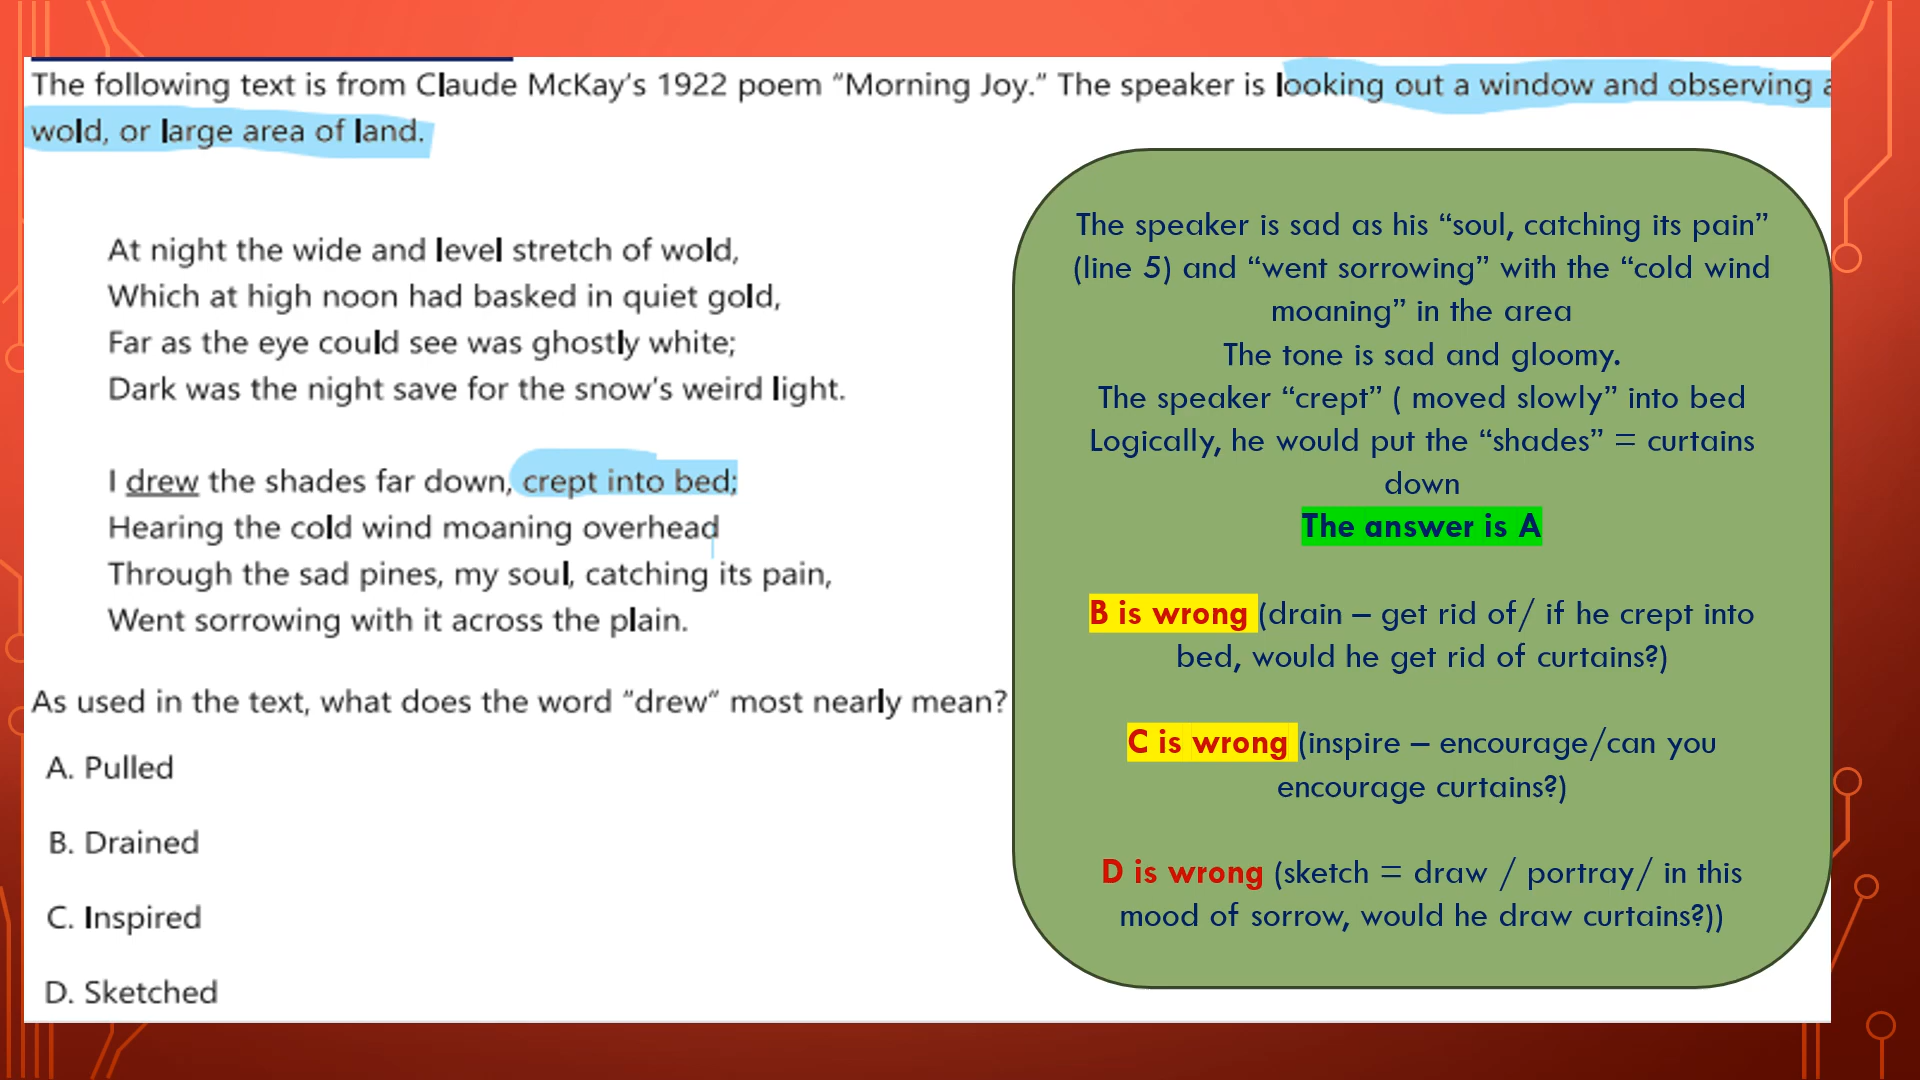 The following text is from Claude McKay's 1922 poem “Morning Joy.” The speaker is looking out a window and observing a
wold, or large area of land.
At night the wide and level stretch of wold,
Which at high noon had basked in quiet gold,
Far as the eye could see was ghostly white;
Dark was the night save for the snow's weird light.
I drew the shades far down, crept into bed;
Hearing the cold wind moaning overhead
Through the sad pines, my soul, catching its pain,
Went sorrowing with it across the plain.
As used in the text, what does the word “drew” most nearly mean?
A. Pulled
B. Drained
C. Inspired
D. Sketched
The speaker is sad as his “soul, catching its pain”
(line 5) and “went sorrowing” with the “cold wind
moaning” in the area
The tone is sad and gloomy.
The speaker “crept” ( moved slowly” into bed
Logically, he would put the “shades” = curtains
down
The answer is A
B is wrong (drain – get rid of/ if he crept into
bed, would he get rid of curtains?)
C is wrong (inspire – encourage/can you
encourage curtains?)
D is wrong (sketch = draw / portray/ in this
mood of sorrow, would he draw curtains?))